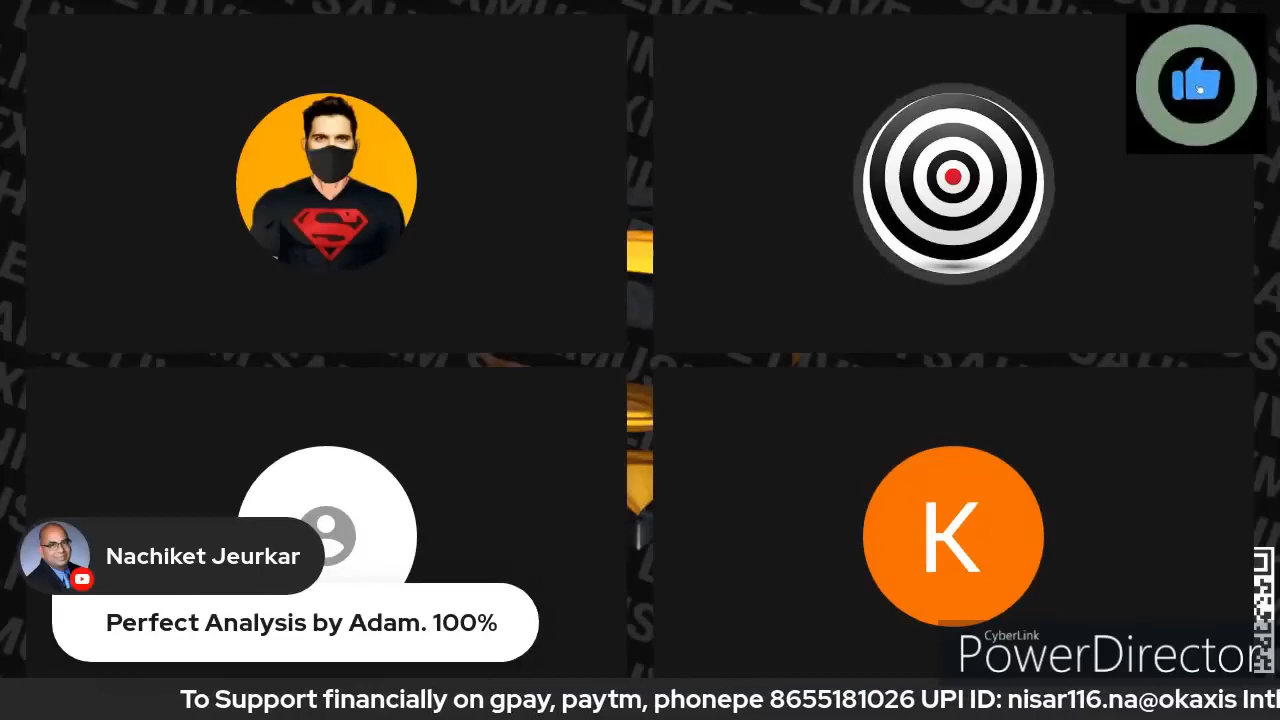 Nachiket Jeurkar
Perfect Analysis by Adam. 100%
K
CyberLink
PowerDirector
To Support financially on gpay, paytm, phonepe 8655181026 UPI ID: nisar116.na@okaxis Intl